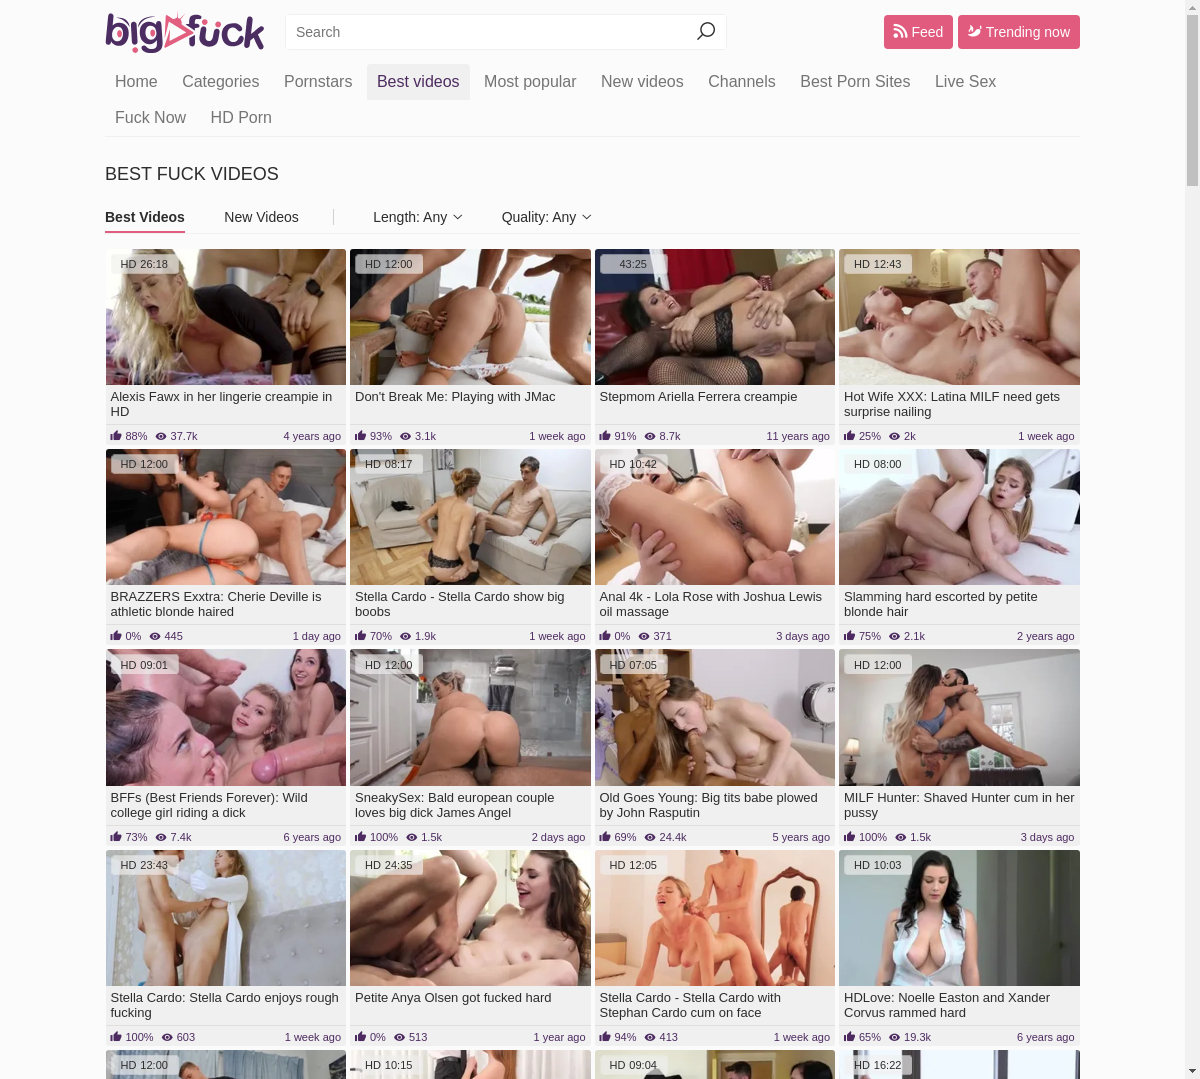 bigfuck
Search
Feed
Trending now
Home Categories Pornstars Best videos Most popular New videos Channels Best Porn Sites Live Sex
Fuck Now HD Porn
BEST FUCK VIDEOS
Best Videos New Videos Length: Any Quality: Any
HD 26:18
HD 12:00
43:25
HD 12:43
Alexis Fawx in her lingerie creampie in
HD
88% 37.7k 4 years ago
Don't Break Me: Playing with JMac
93% 3.1k 1 week ago
Stepmom Ariella Ferrera creampie
91% 8.7k 11 years ago
Hot Wife XXX: Latina MILF need gets
surprise nailing
25% 2k 1 week ago
HD 12:00
HD 08:17
HD 10:42
HD 08:00
BRAZZERS Exxtra: Cherie Deville is
athletic blonde haired
0% 445 1 day ago
Stella Cardo - Stella Cardo show big
boobs
70% 1.9k 1 week ago
Anal 4k - Lola Rose with Joshua Lewis
oil massage
0% 371 3 days ago
Slamming hard escorted by petite
blonde hair
75% 2.1k 2 years ago
HD 09:01
HD 12:00
HD 07:05
HD 12:00
BFFs (Best Friends Forever): Wild
college girl riding a dick
73% 7.4k 6 years ago
SneakySex: Bald european couple
loves big dick James Angel
100% 1.5k 2 days ago
Old Goes Young: Big tits babe plowed
by John Rasputin
69% 24.4k 5 years ago
MILF Hunter: Shaved Hunter cum in her
pussy
100% 1.5k 3 days ago
HD 23:43
HD 24:35
HD 12:05
HD 10:03
Stella Cardo: Stella Cardo enjoys rough
fucking
100% 603 1 week ago
Petite Anya Olsen got fucked hard
0% 513 1 year ago
Stella Cardo - Stella Cardo with
Stephan Cardo cum on face
94% 413 1 week ago
HDLove: Noelle Easton and Xander
Corvus rammed hard
65% 19.3k 6 years ago
HD 12:00
HD 10:15
HD 09:04
HD 16:22